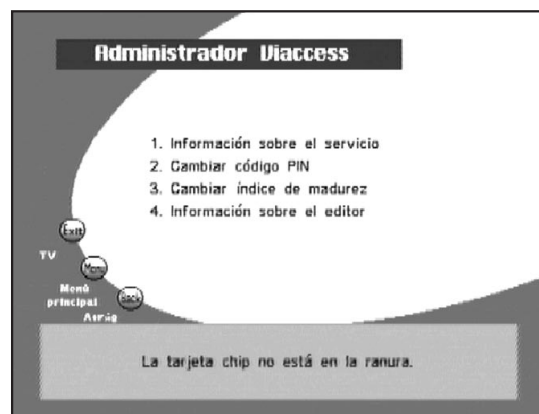 Administrador Viaccess
1. Información sobre el servicio
2. Cambiar código PIN
3. Cambiar índice de madurez
4. Información sobre el editor
Exit
TV
Menu
Menú
principal
Back
Atrás
La tarjeta chip no está en la ranura.